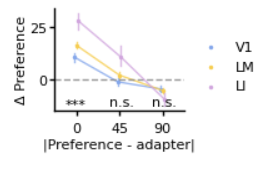 25
V1
LM
LI
0
Δ Preference
*** n.s. n.s.
0 45 90
|Preference - adapter|